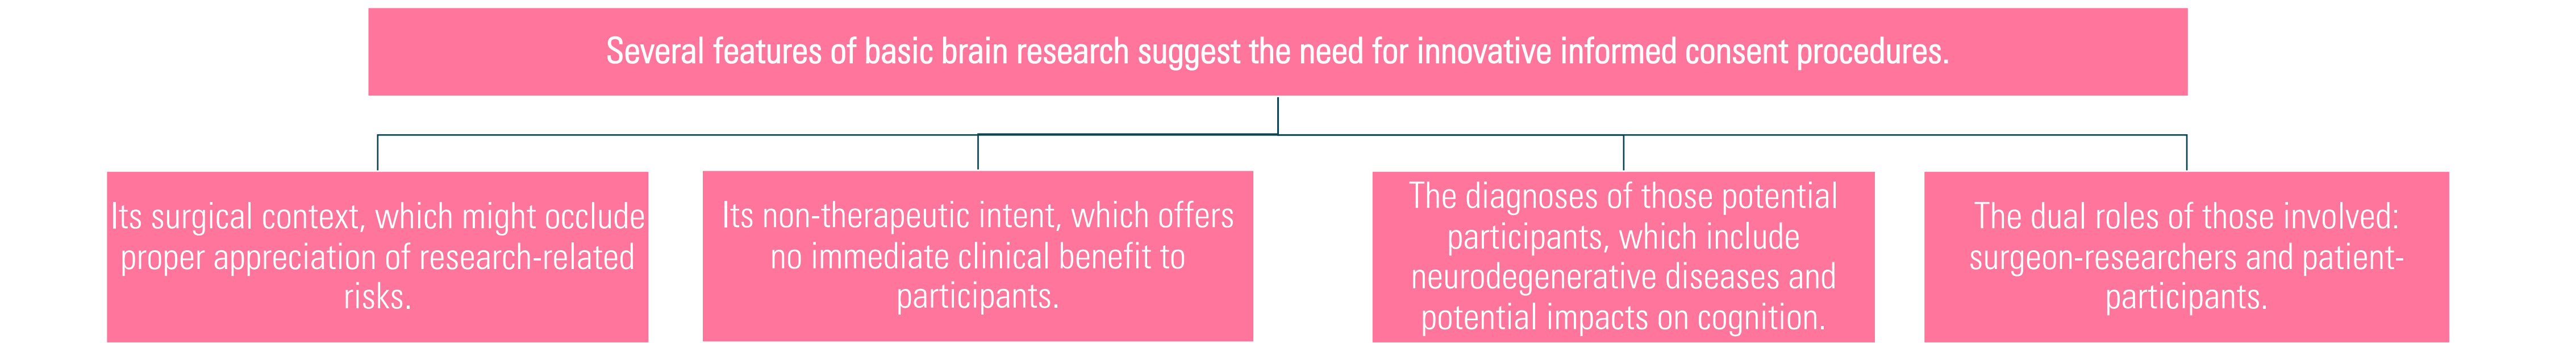 Several features of basic brain research suggest the need for innovative informed consent procedures.
Its surgical context, which might occlude
proper appreciation of research-related
risks.
Its non-therapeutic intent, which offers
no immediate clinical benefit to
participants.
The diagnoses of those potential
participants, which include
neurodegenerative diseases and
potential impacts on cognition.
The dual roles of those involved:
surgeon-researchers and patient-
participants.